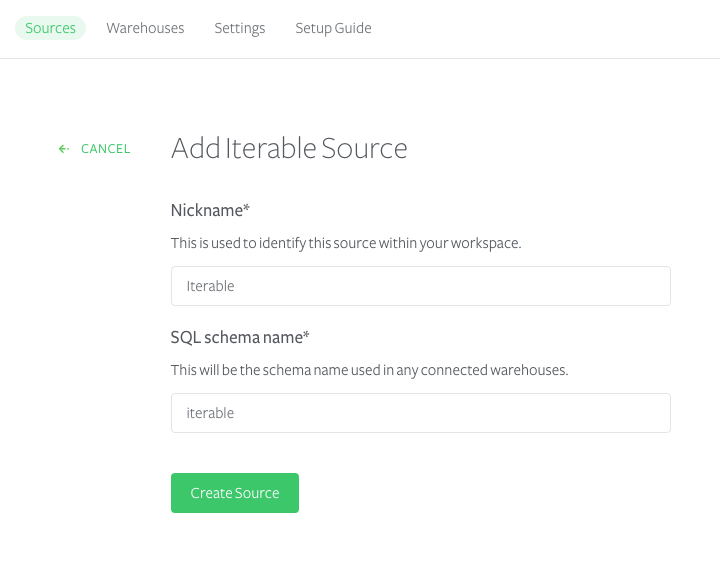 Sources Warehouses Settings Setup Guide
CANCEL Add Iterable Source
Nickname*
This is used to identify this source within your workspace.
Iterable
SQL schema name*
This will be the schema name used in any connected warehouses.
iterable
Create Source